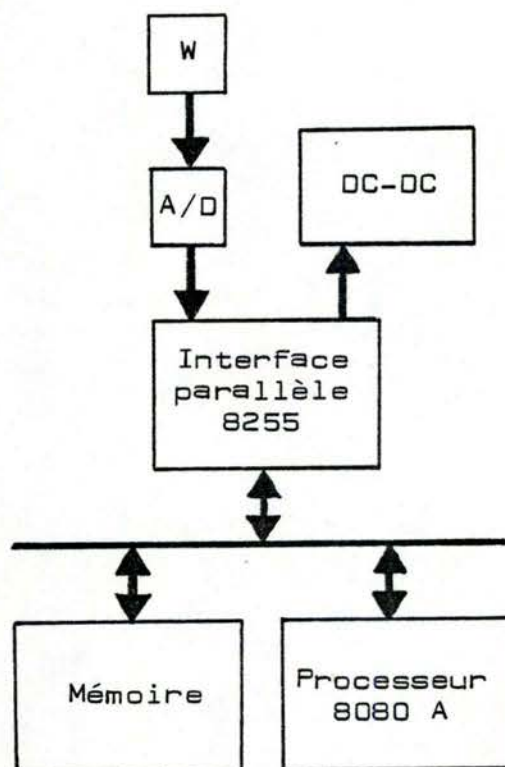 W
A/D
DC-DC
Interface
parallèle
8255
Mémoire
Processeur
8080 A